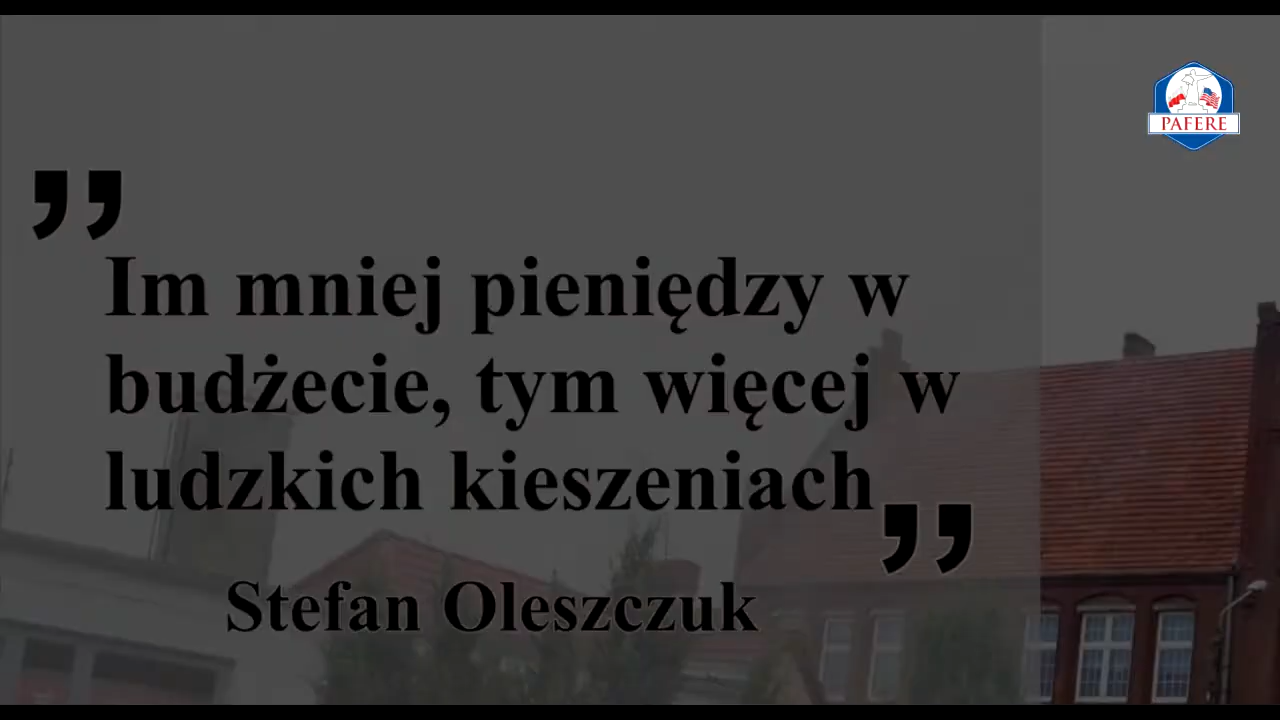 PAFERE
”
Im mniej pieniędzy w
budżecie, tym więcej w
ludzkich kieszeniach
”
Stefan Oleszczuk